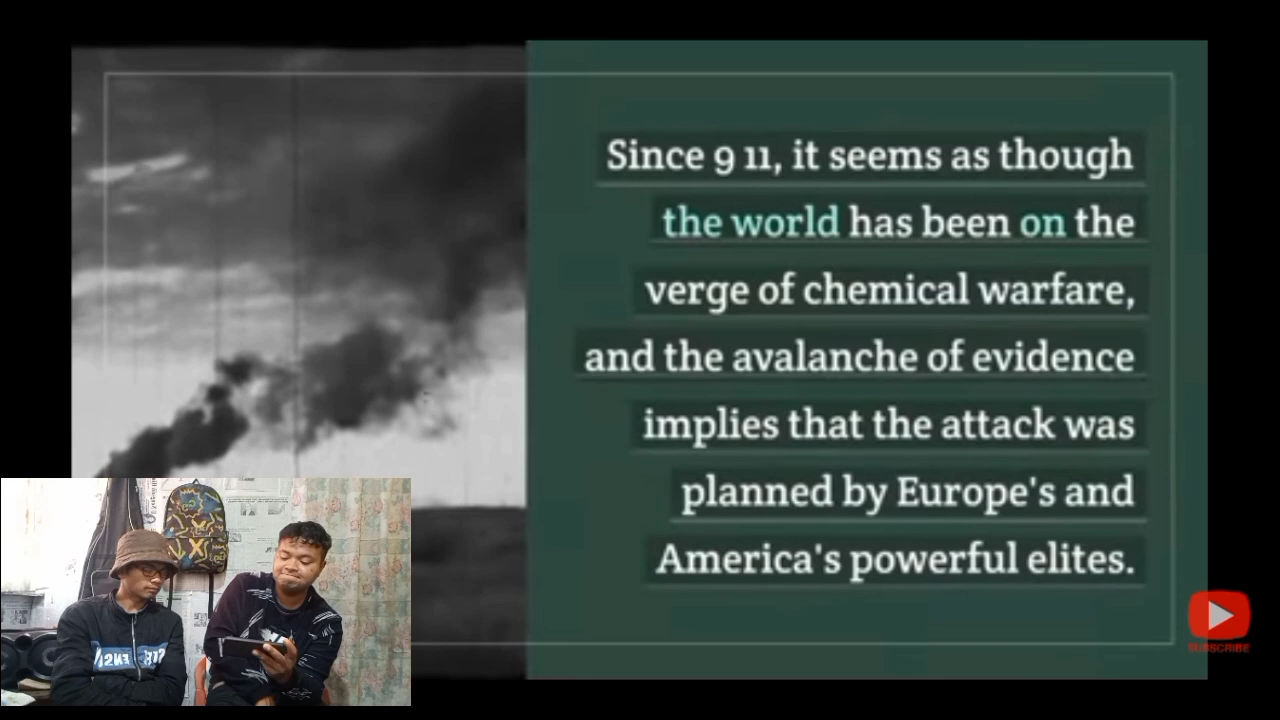 Since 9 11, it seems as though
the world has been on the
verge of chemical warfare,
and the avalanche of evidence
implies that the attack was
planned by Europe's and
America's powerful elites.
SUBSCRIBE